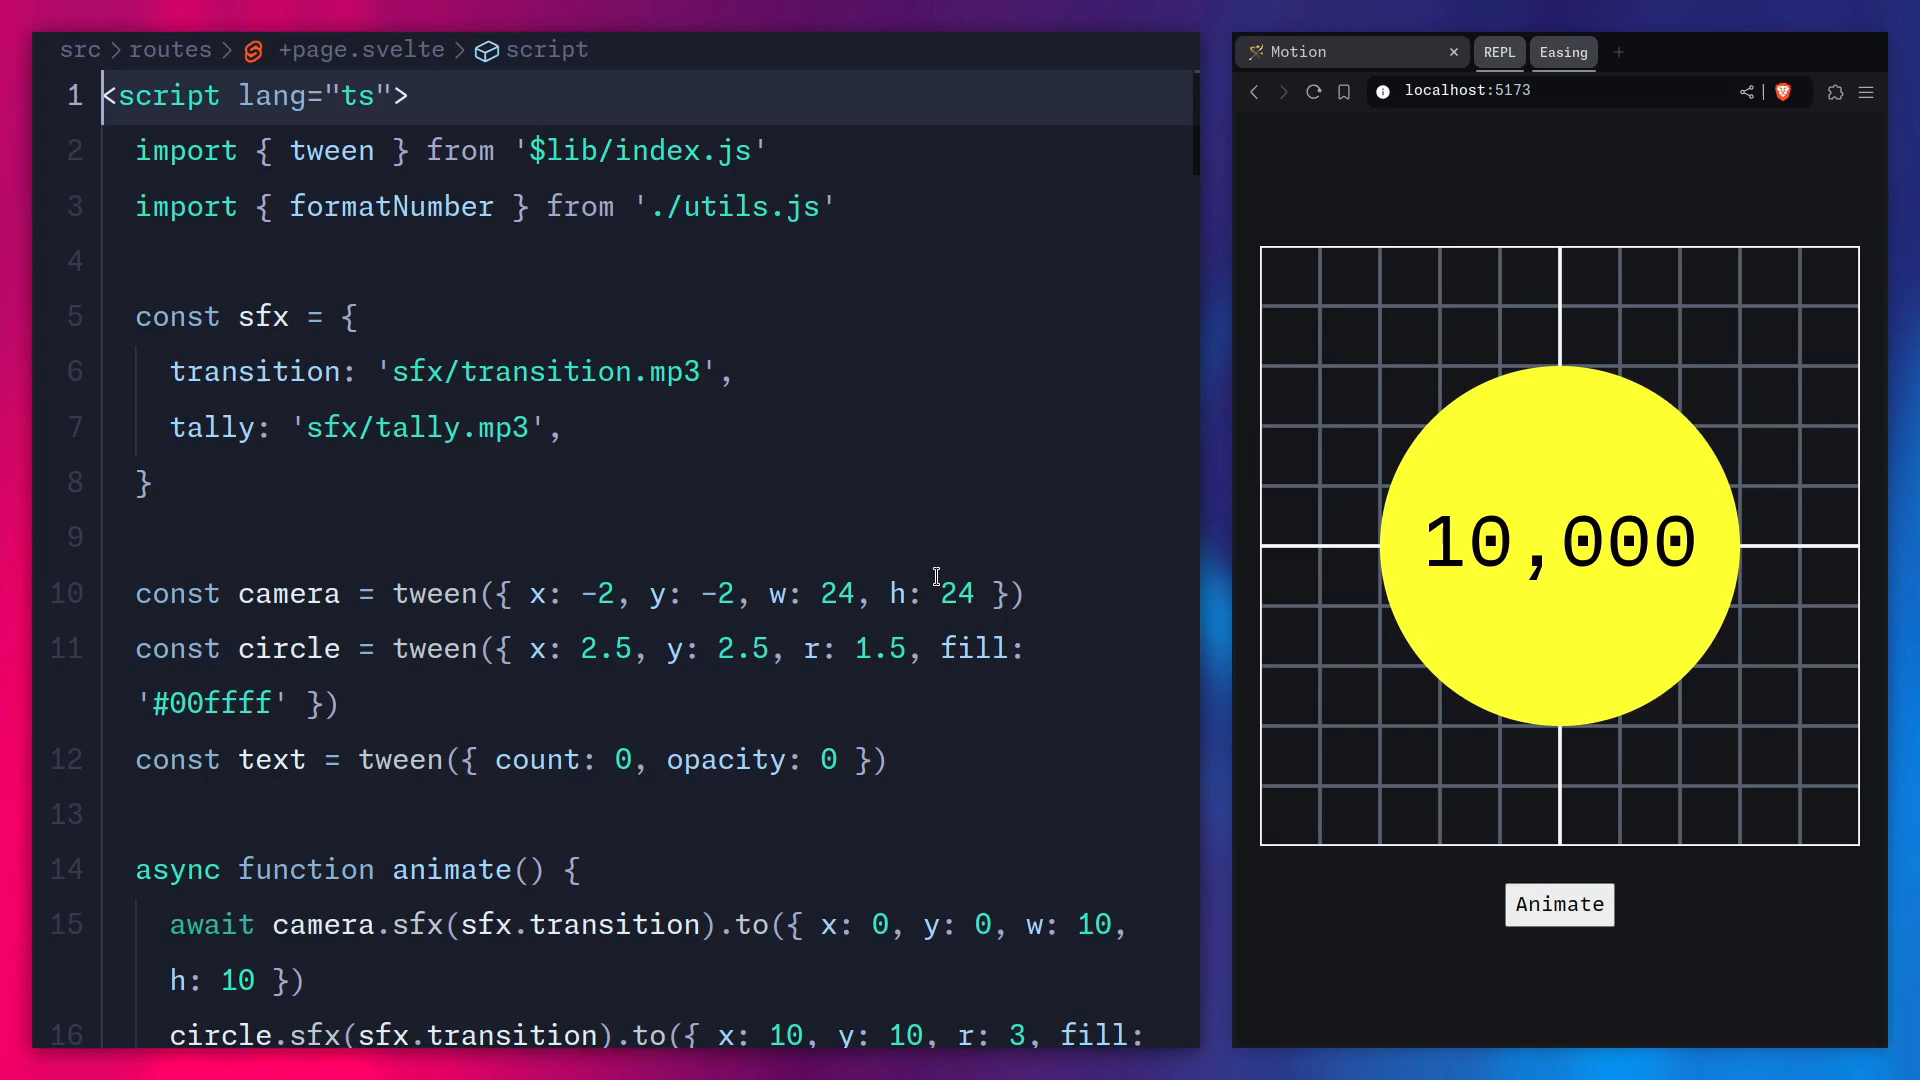 src > routes > +page.svelte > script
1 <script lang="ts">
2 import { tween } from '$lib/index.js'
3 import { formatNumber } from './utils.js'
4
5 const sfx = {
6 transition: 'sfx/transition.mp3',
7 tally: 'sfx/tally.mp3',
8 }
9
10 const camera = tween({ x: -2, y: -2, w: 24, h: 24 })
11 const circle = tween({ x: 2.5, y: 2.5, r: 1.5, fill:
'#00ffff' })
12 const text = tween({ count: 0, opacity: 0 })
13
14 async function animate() {
15 await camera.sfx(sfx.transition).to({ x: 0, y: 0, w: 10,
h: 10 })
16 circle.sfx(sfx.transition).to({ x: 10, y: 10, r: 3, fill:
Motion × REPL Easing +
localhost:5173
10,000
Animate